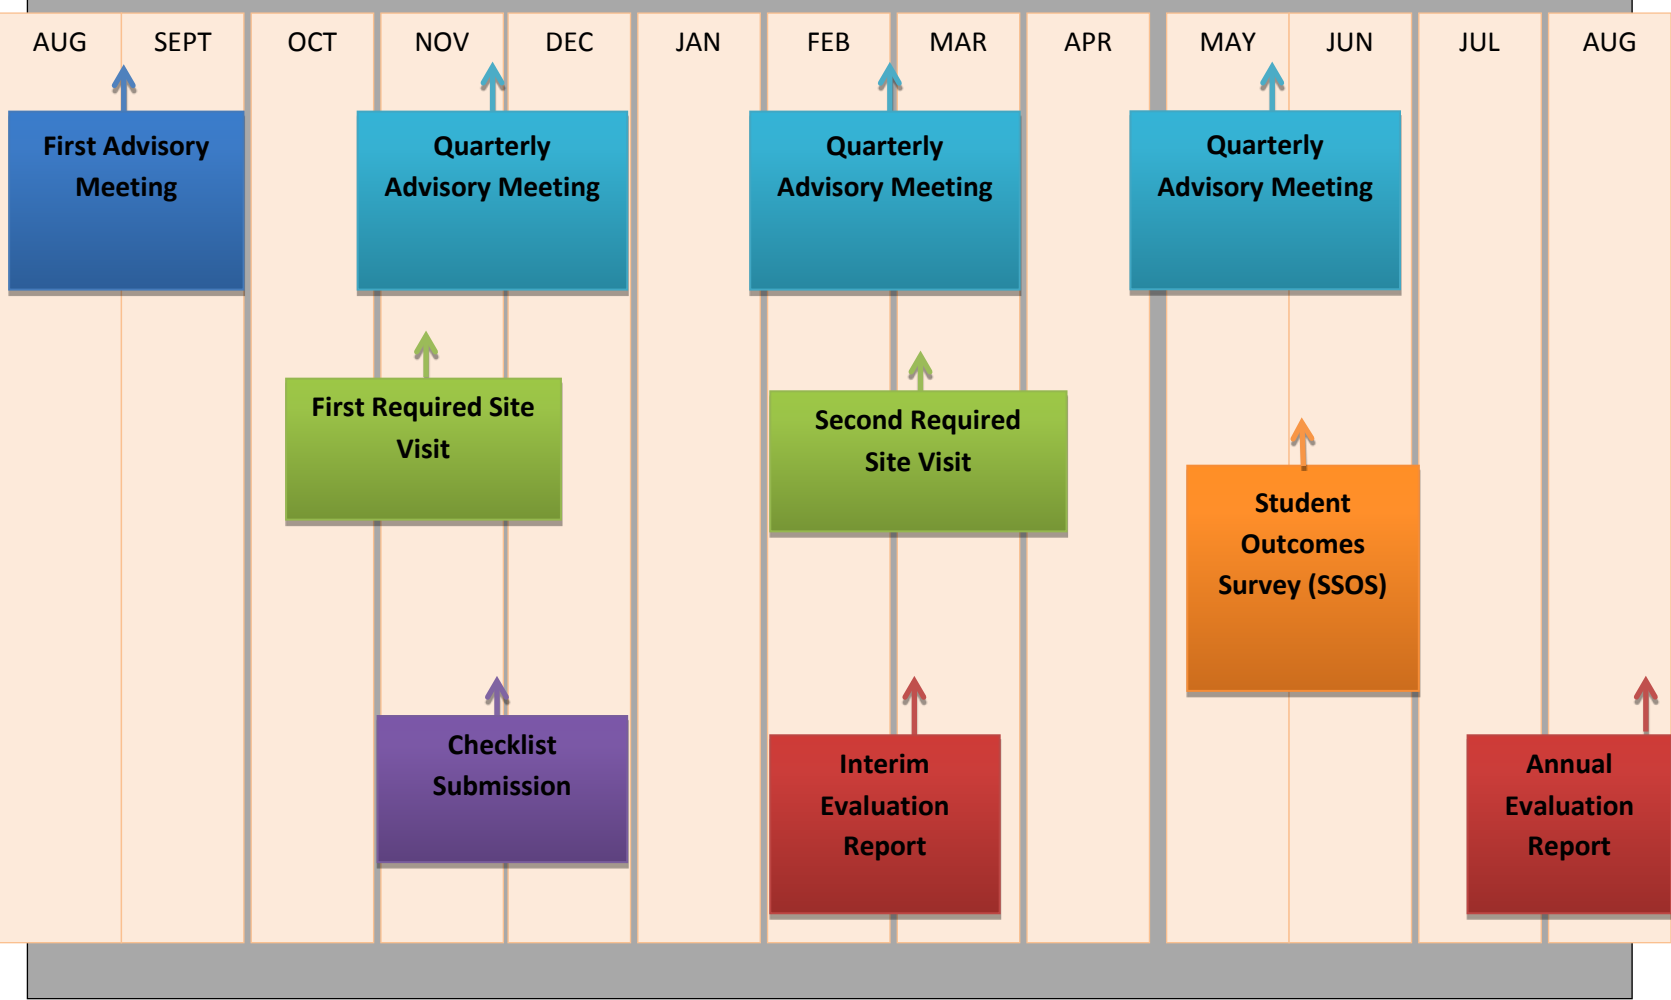 AUG SEPT OCT NOV DEC JAN FEB MAR APR MAY JUN JUL AUG
First Advisory
Meeting
Quarterly
Advisory Meeting
Quarterly
Advisory Meeting
Quarterly
Advisory Meeting
First Required Site
Visit
Second Required
Site Visit
Student
Outcomes
Survey (SSOS)
Checklist
Submission
Interim
Evaluation
Report
Annual
Evaluation
Report